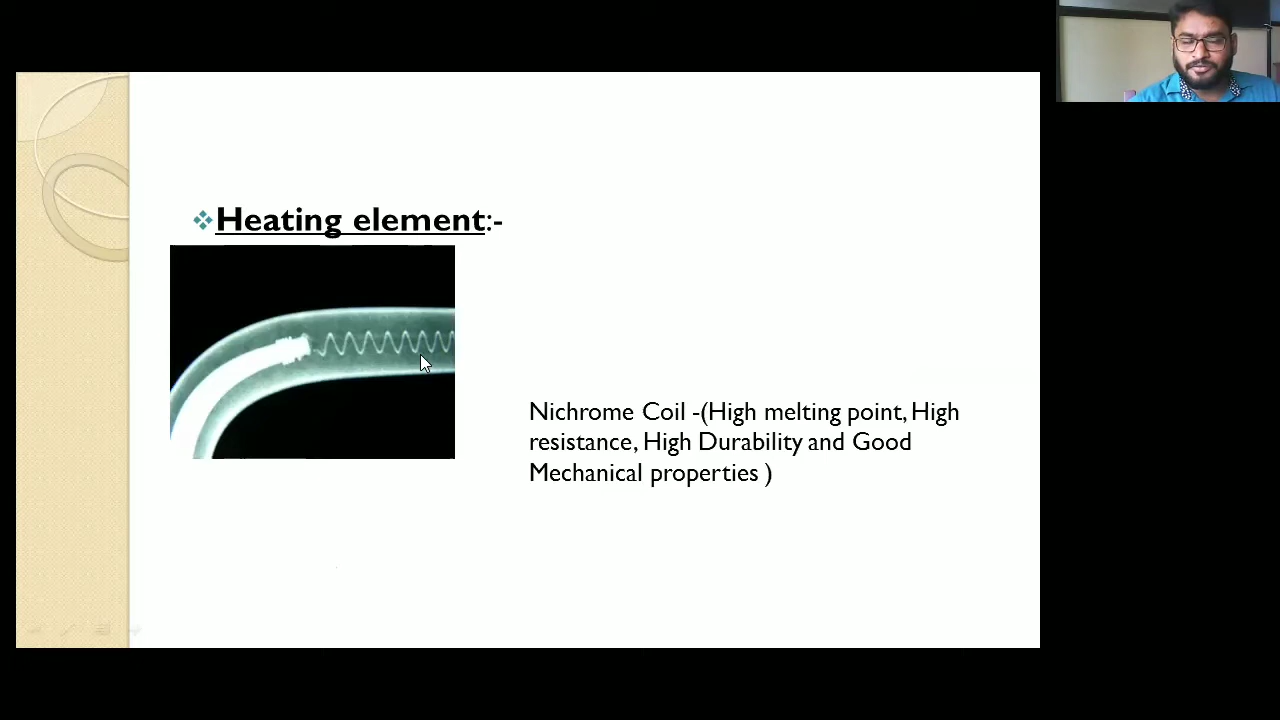 Heating element:-
Nichrome Coil -(High melting point, High
resistance, High Durability and Good
Mechanical properties )